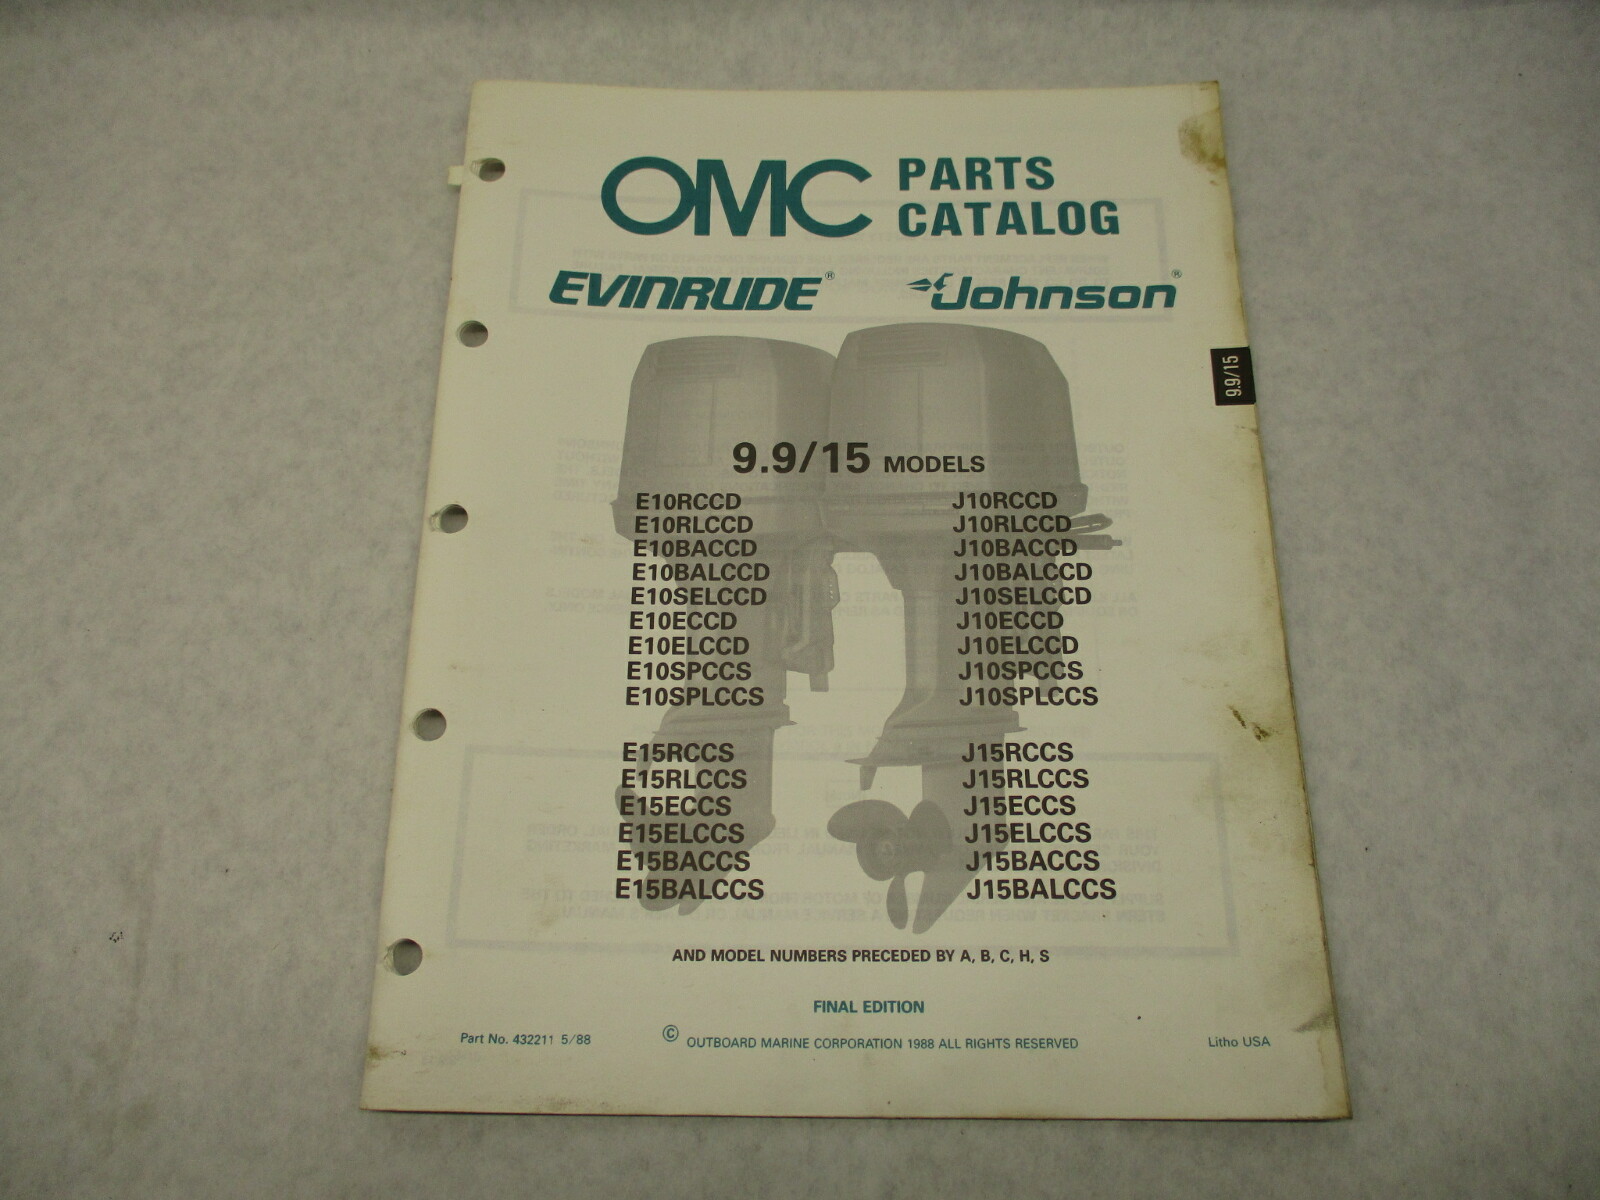 OMC PARTS CATALOG
EVINRUDE® Johnson®
9.9/15
9.9/15 MODELS
E10RCCD J10RCCD
E10RLCCD J10RLCCD
E10BACCD J10BACCD
E10BALCCD J10BALCCD
E10SELCCD J10SELCCD
E10ECCD J10ECCD
E10ELCCD J10ELCCD
E10SPCCS J10SPCCS
E10SPLCCS J10SPLCCS
E15RCCS J15RCCS
E15RLCCS J15RLCCS
E15ECCS J15ECCS
E15ELCCS J15ELCCS
E15BACCS J15BACCS
E15BALCCS J15BALCCS
AND MODEL NUMBERS PRECEDED BY A, B, C, H, S
FINAL EDITION
Part No. 432211 5/88 © OUTBOARD MARINE CORPORATION 1988 ALL RIGHTS RESERVED Litho USA